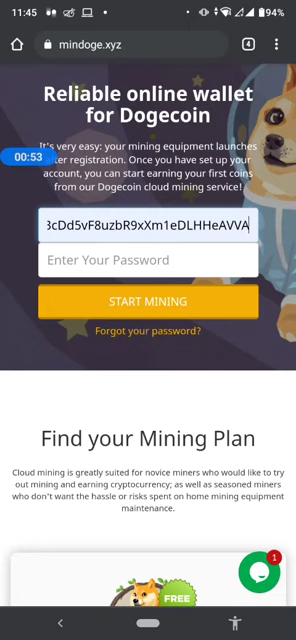 11:45
94%
mindoge.xyz
4
Reliable online wallet
for Dogecoin
00:53
It's very easy: your mining equipment launches
after registration. Once you have set up your
account, you can start earning your first coins
from our Dogecoin cloud mining service!
3cDd5vF8uzbR9xXm1eDLHHeAVVA
Enter Your Password
START MINING
Forgot your password?
Find your Mining Plan
Cloud mining is greatly suited for novice miners who would like to try
out mining and earning cryptocurrency; as well as seasoned miners
who don't want the hassle or risks spent on home mining equipment
maintenance.
1
FREE